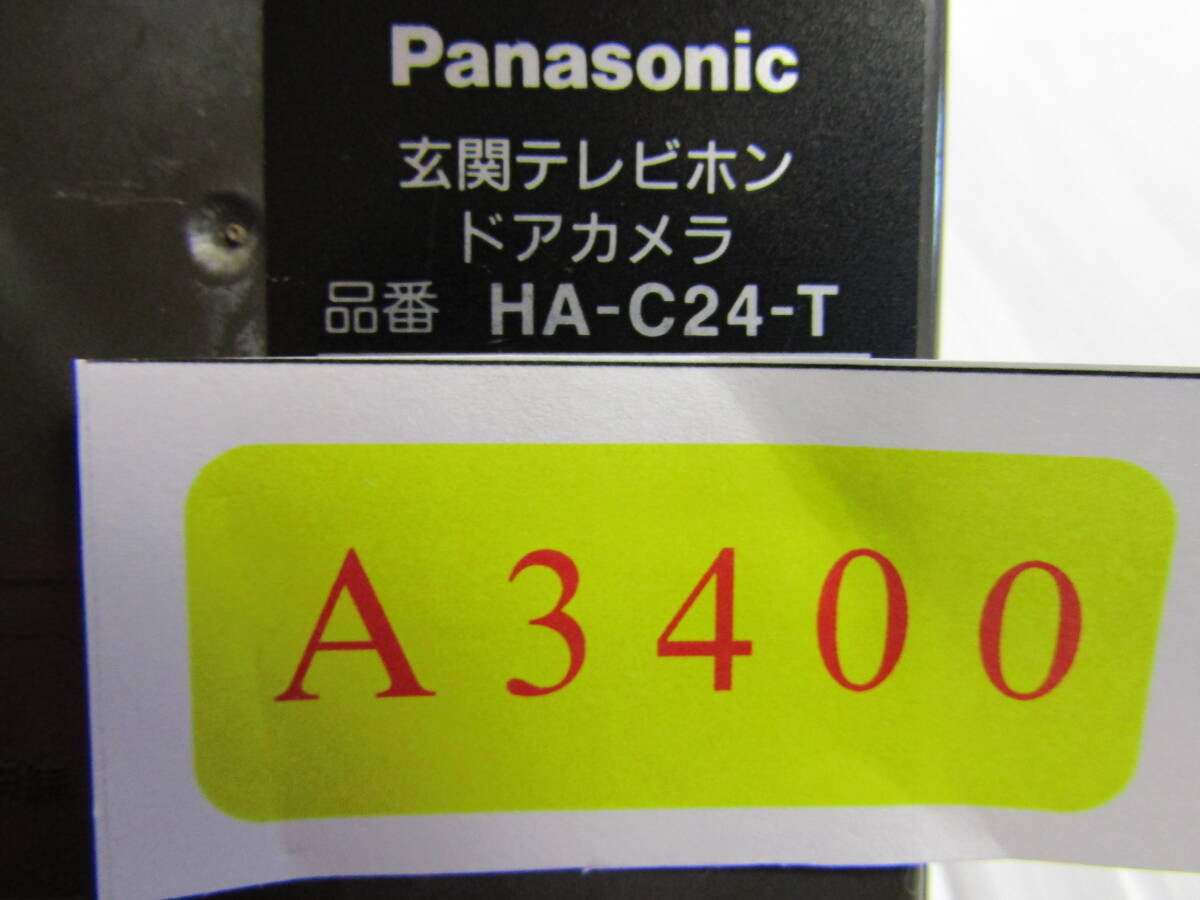 Panasonic
玄関テレビホン
ドアカメラ
品番 HA-C24-T
A3400